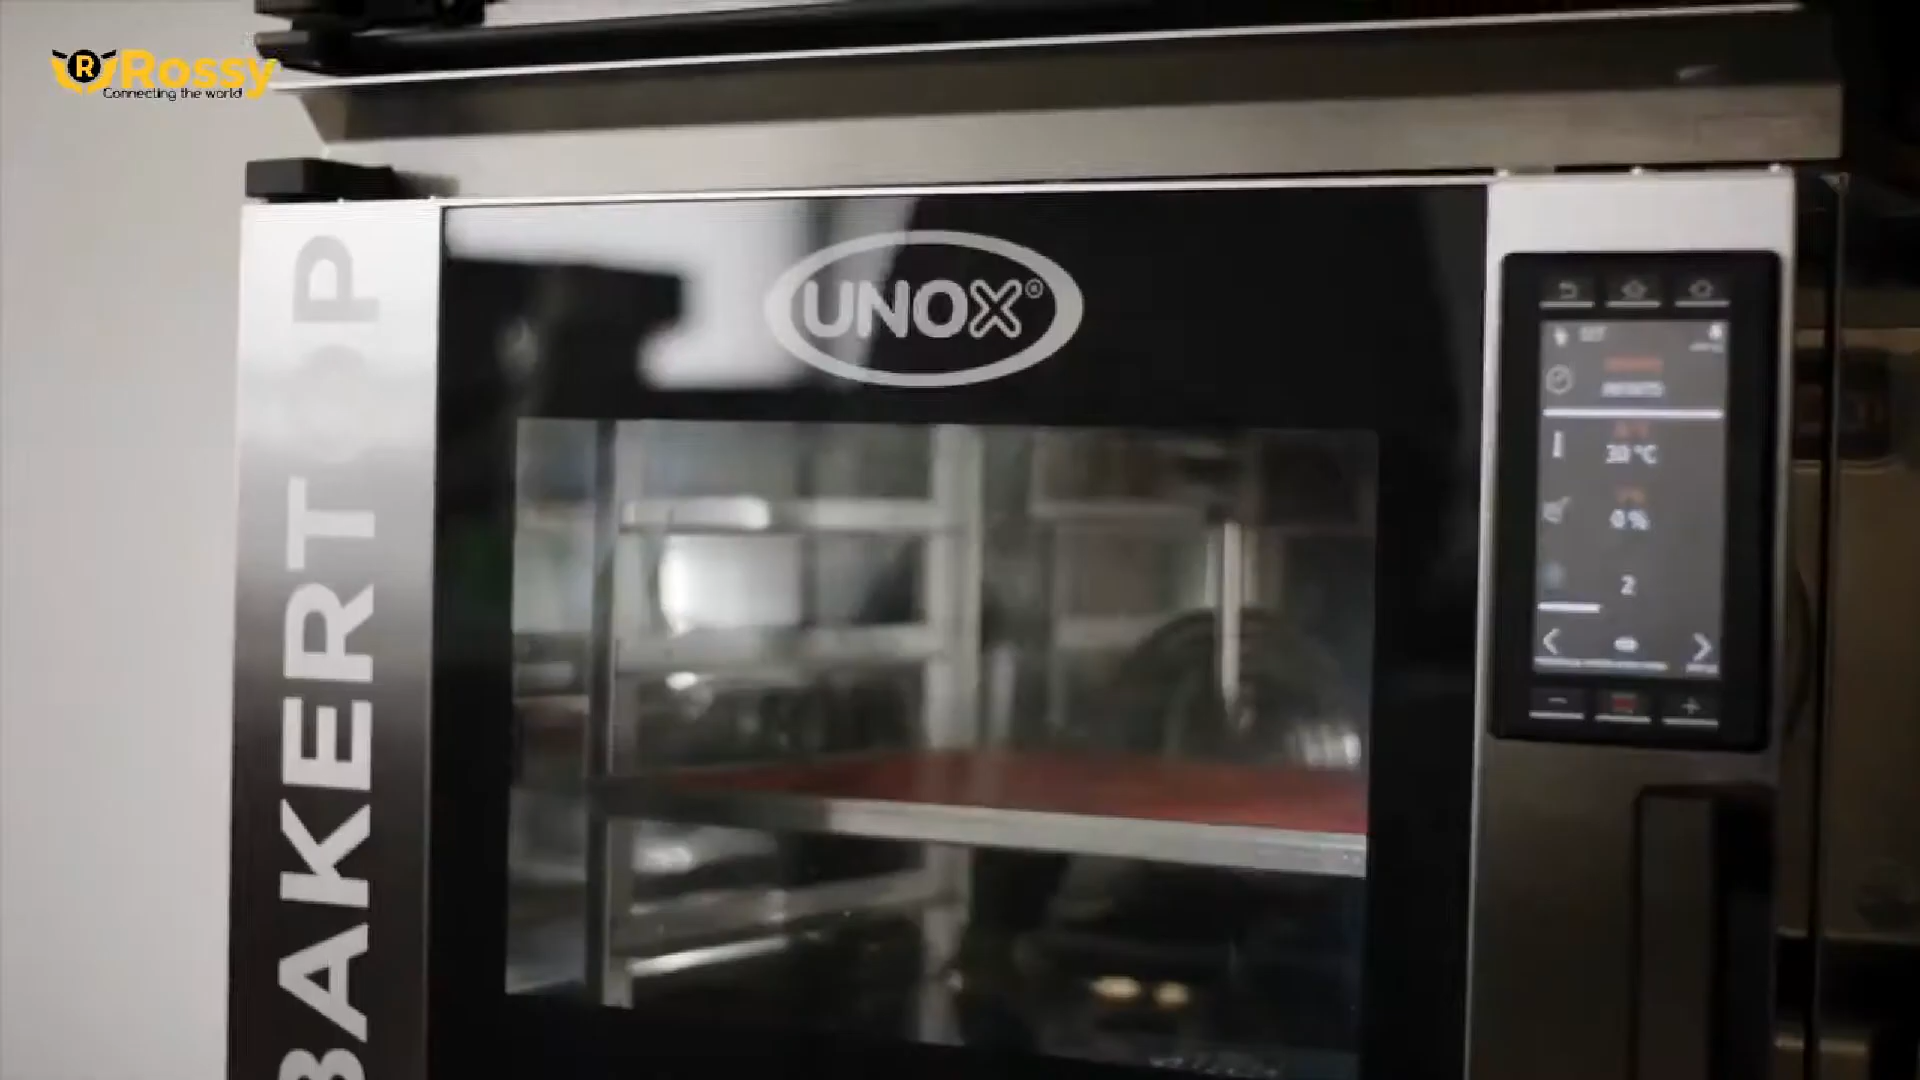 Rossy
Connecting the world
UNOX®
BAKERTOP
30 °C
0 %
2